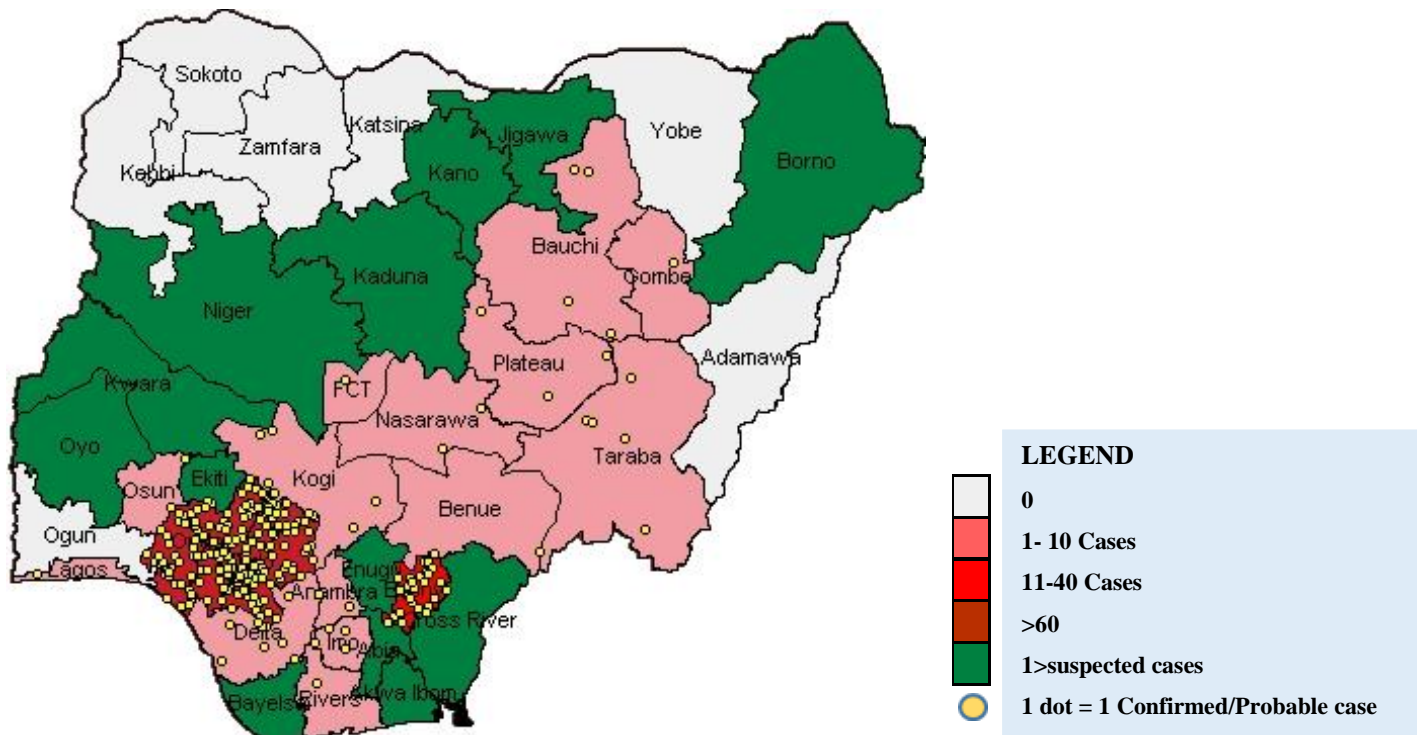 Sokoto
Katsina
Yobe
Jigawa
Zamfara
Borno
Kebbi
Kano
Bauchi
Gombe
Kaduna
Niger
Adamawa
Plateau
Kwara
FCT
Nasarawa
Oyo
Taraba
Ekiti
Kogi
Osun
Benue
Ogun
Lagos
Enugu
Anambra
ross River
Delta
Imo
Abia
Bayels
Rivers
Akwa Ibom
LEGEND
0
1- 10 Cases
11-40 Cases
>60
1>suspected cases
1 dot = 1 Confirmed/Probable case